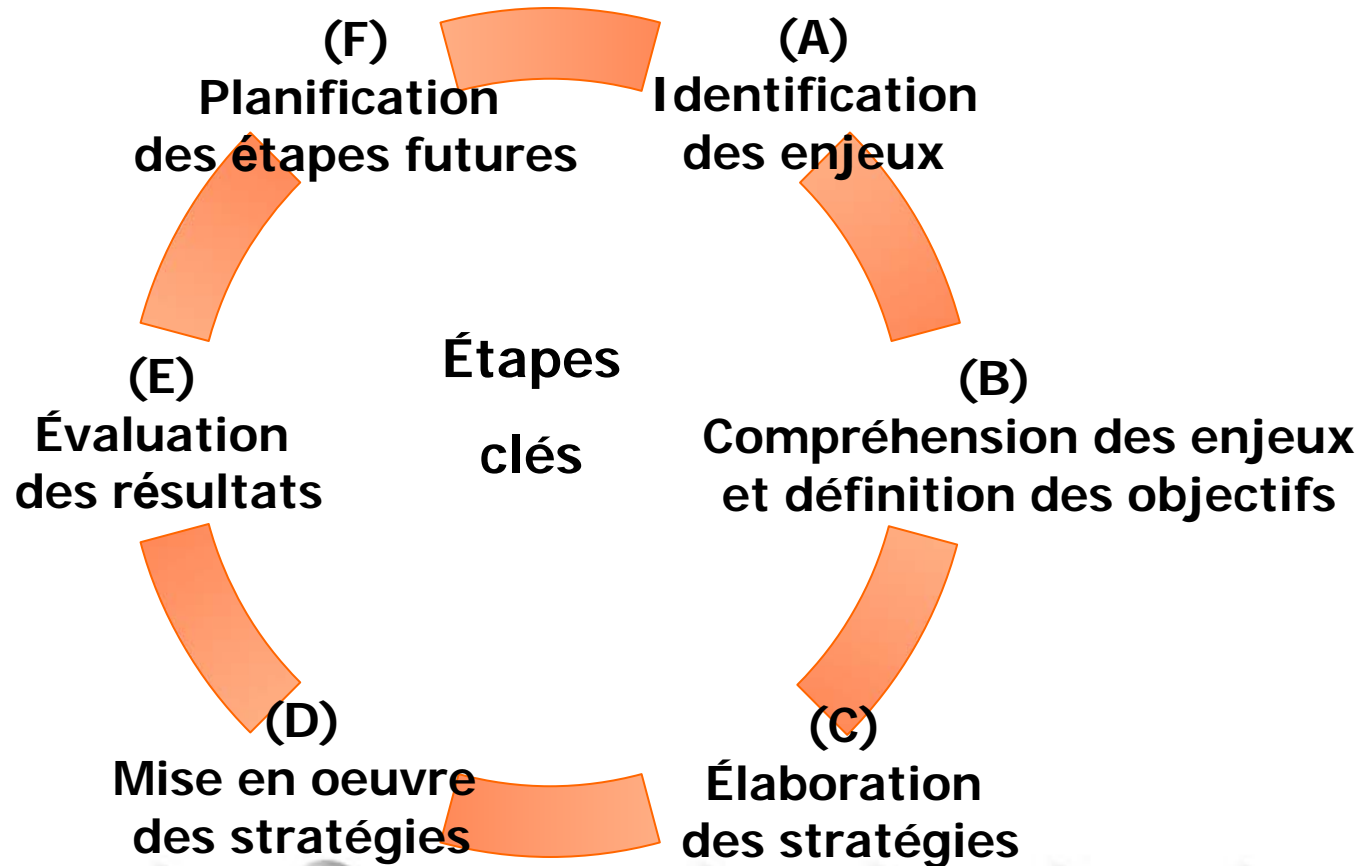 (A)
Identification
des enjeux
(B)
Compréhension des enjeux
et définition des objectifs
(C)
Élaboration
des stratégies
(D)
Mise en oeuvre
des stratégies
(E)
Évaluation
des résultats
(F)
Planification
des étapes futures
Étapes
clés